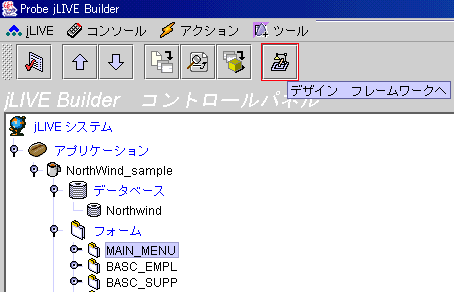 Probe jLIVE Builder
jLIVE コンソール アクション ツール
デザイン フレームワークへ
jLIVE Builder コントロールパネル
jLIVE システム
アプリケーション
NorthWind_sample
データベース
Northwind
フォーム
MAIN_MENU
BASC_EMPL
BASC_SUPP